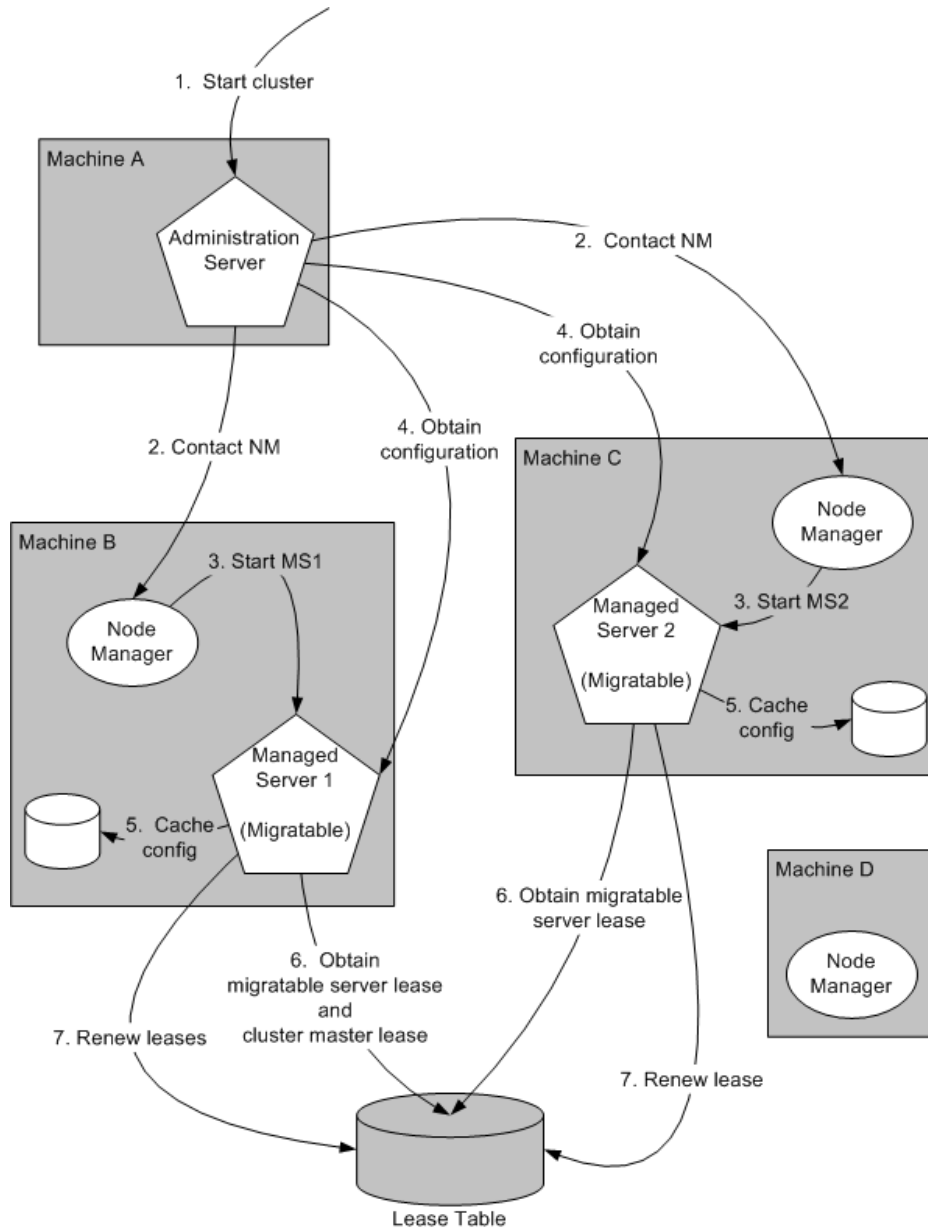 1. Start cluster
Machine A
Administration
Server
2. Contact NM
4. Obtain
configuration
2. Contact NM
4. Obtain
configuration
Machine C
Node
Manager
3. Start MS2
Managed
Server 2
(Migratable)
5. Cache
config
Machine B
3. Start MS1
Node
Manager
Managed
Server 1
(Migratable)
5. Cache
config
Machine D
Node
Manager
6. Obtain migratable
server lease
6. Obtain
migratable server lease
and
cluster master lease
7. Renew leases
7. Renew lease
Lease Table